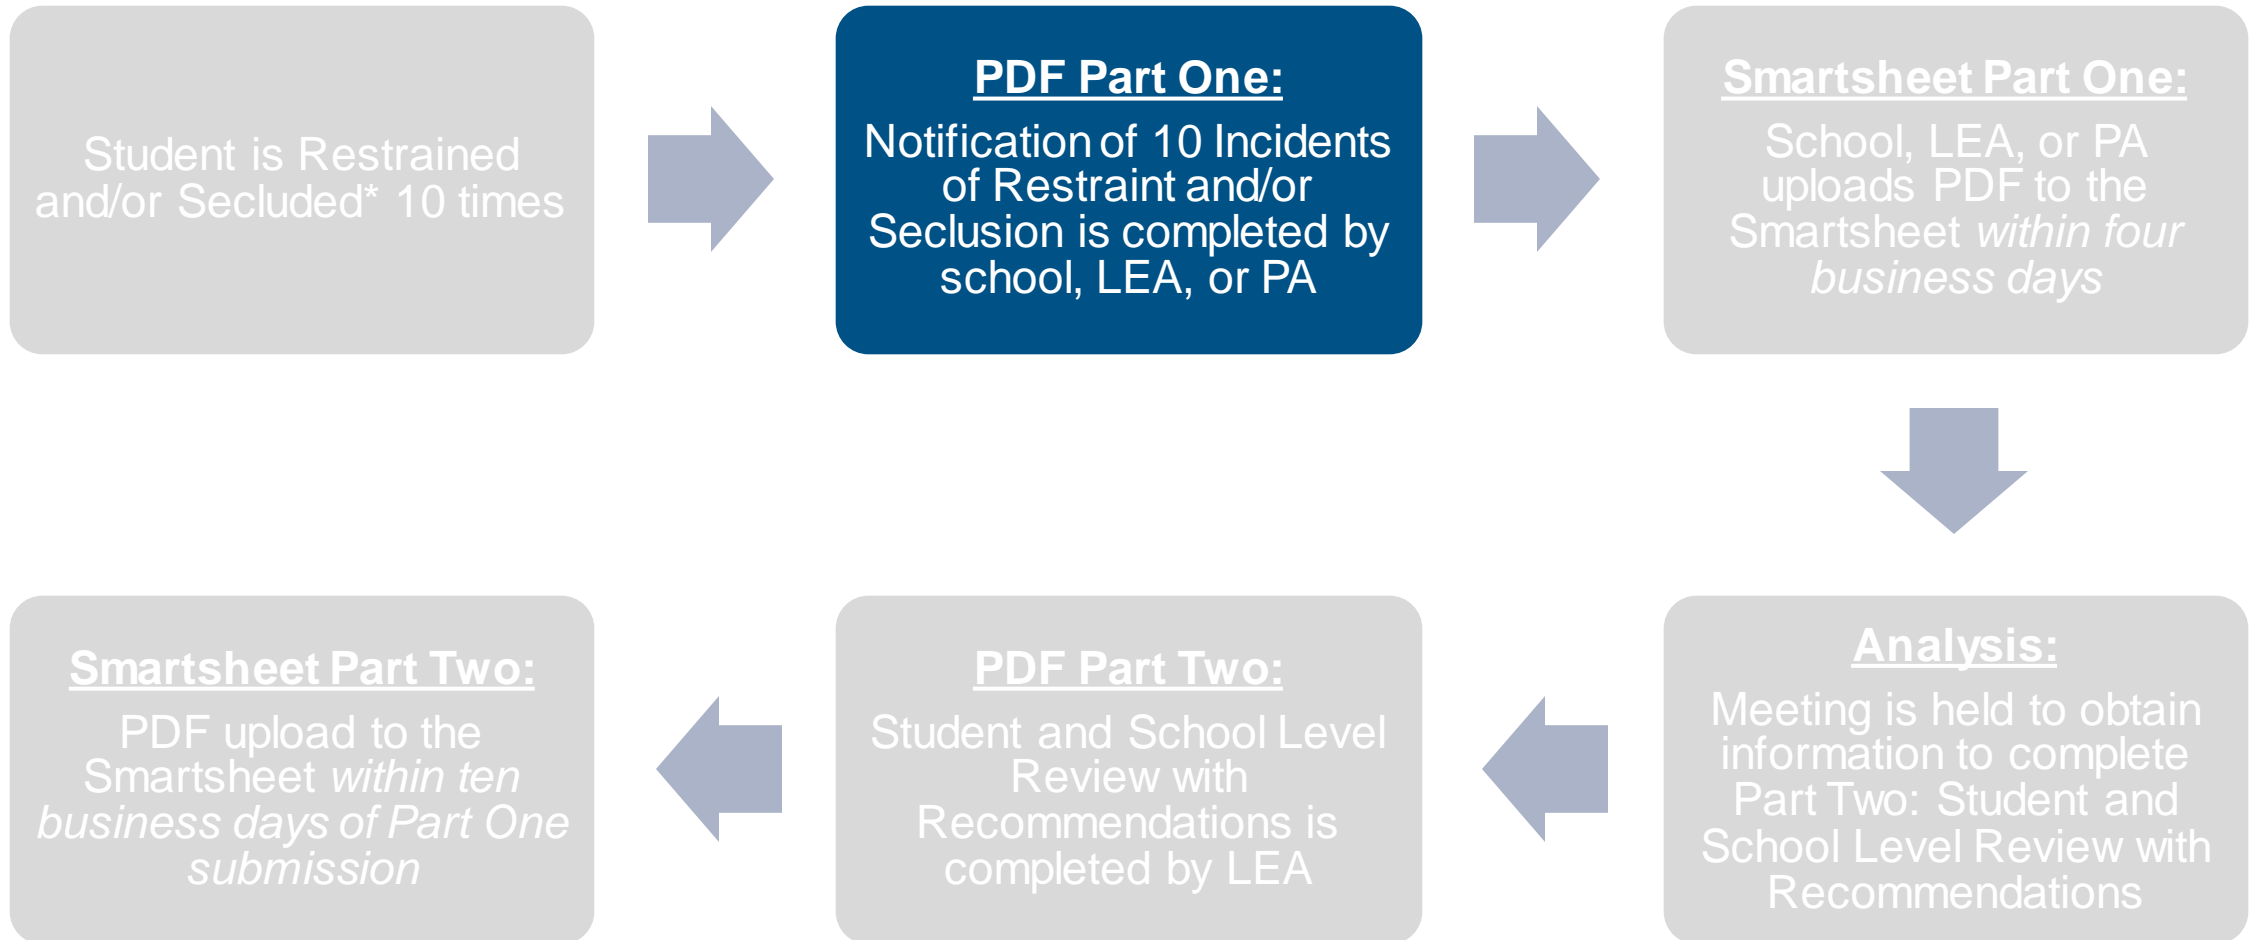 Student is Restrained
and/or Secluded* 10 times
PDF Part One:
Notification of 10 Incidents
of Restraint and/or
Seclusion is completed by
school, LEA, or PA
Smartsheet Part One:
School, LEA, or PA
uploads PDF to the
Smartsheet within four
business days
Analysis:
Meeting is held to obtain
information to complete
Part Two: Student and
School Level Review with
Recommendations
PDF Part Two:
Student and School Level
Review with
Recommendations is
completed by LEA
Smartsheet Part Two:
PDF upload to the
Smartsheet within ten
business days of Part One
submission